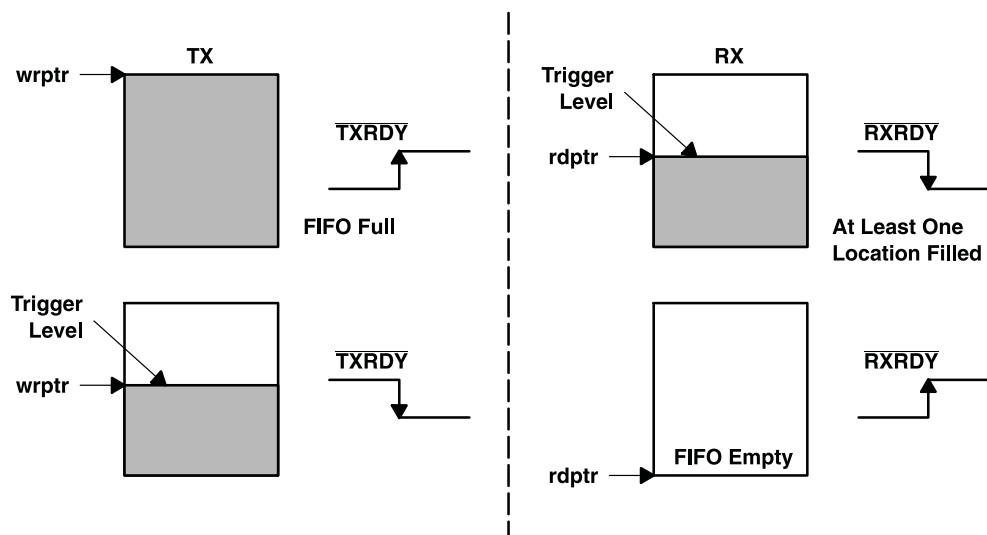 TX
wrptr
TXRDY
FIFO Full
Trigger
Level
wrptr
TXRDY
RX
Trigger
Level
rdptr
RXRDY
At Least One
Location Filled
RXRDY
FIFO Empty
rdptr